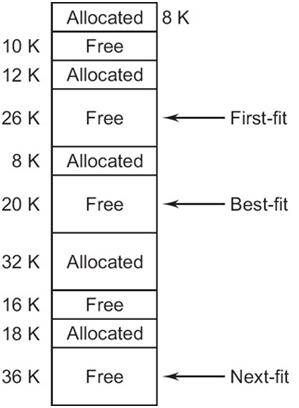 Allocated 8 K
10 K Free
12 K Allocated
26 K Free First-fit
8 K Allocated
20 K Free Best-fit
32 K Allocated
16 K Free
18 K Allocated
36 K Free Next-fit